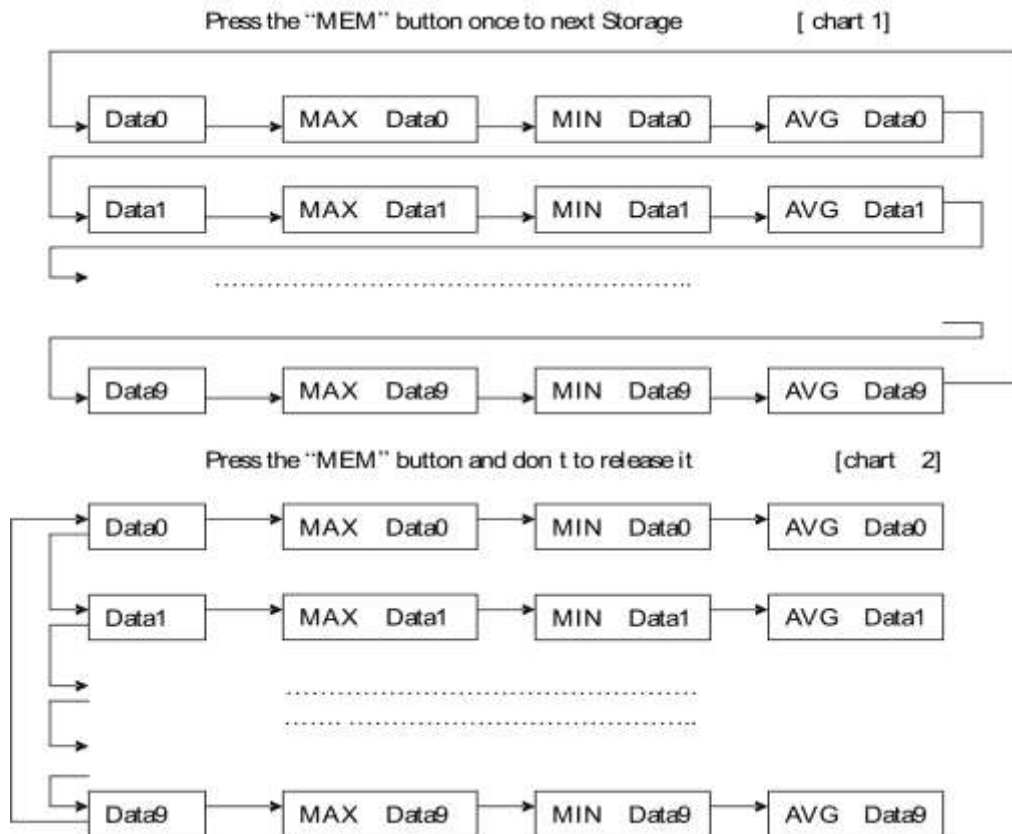 Press the “MEM” button once to next Storage [ chart 1]
Data0 MAX Data0 MIN Data0 AVG Data0
Data1 MAX Data1 MIN Data1 AVG Data1
Data9 MAX Data9 MIN Data9 AVG Data9
Press the “MEM” button and don t to release it [chart 2]
Data0 MAX Data0 MIN Data0 AVG Data0
Data1 MAX Data1 MIN Data1 AVG Data1
Data9 MAX Data9 MIN Data9 AVG Data9